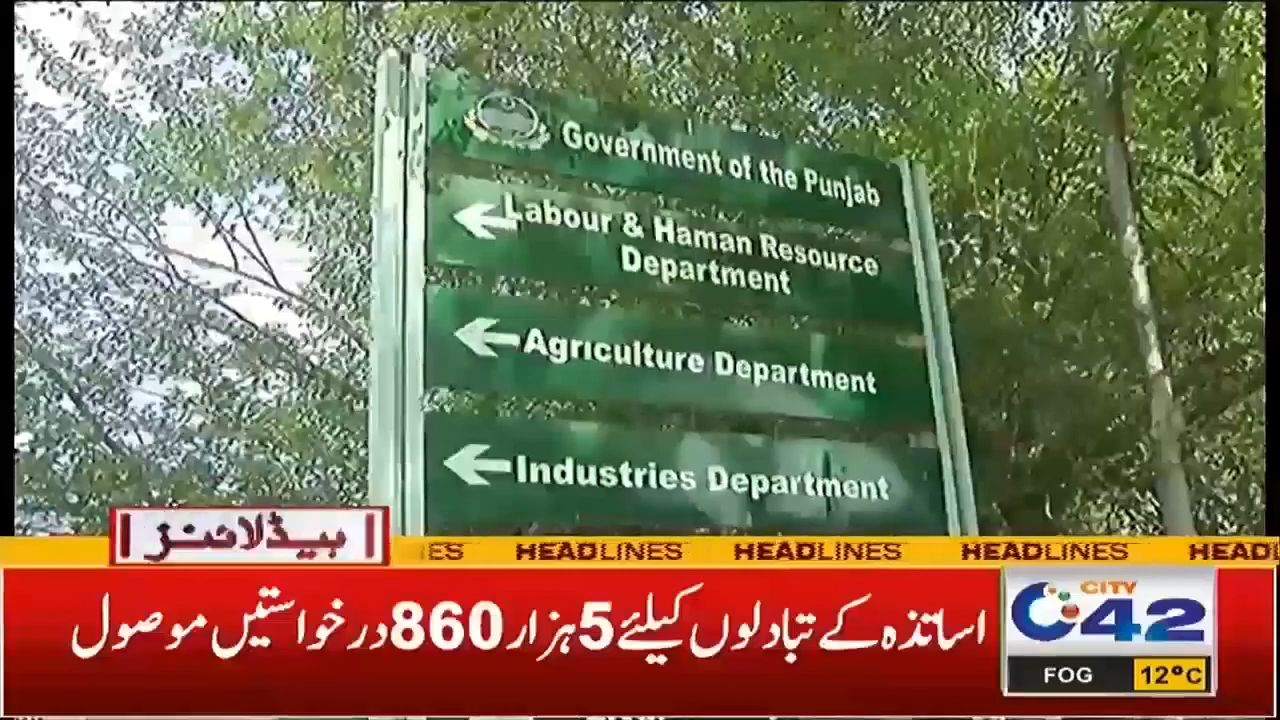 Government of the Punjab
Labour & Haman Resource
Department
Agriculture Department
Industries Department
ہیڈلائنز
ES HEADLINES HEADLINES HEADLINES HEADL
اساتذہ کے تبادلوں کیلئے 5 ہزار 860 درخواستیں موصول
CITY
42
FOG 12°C